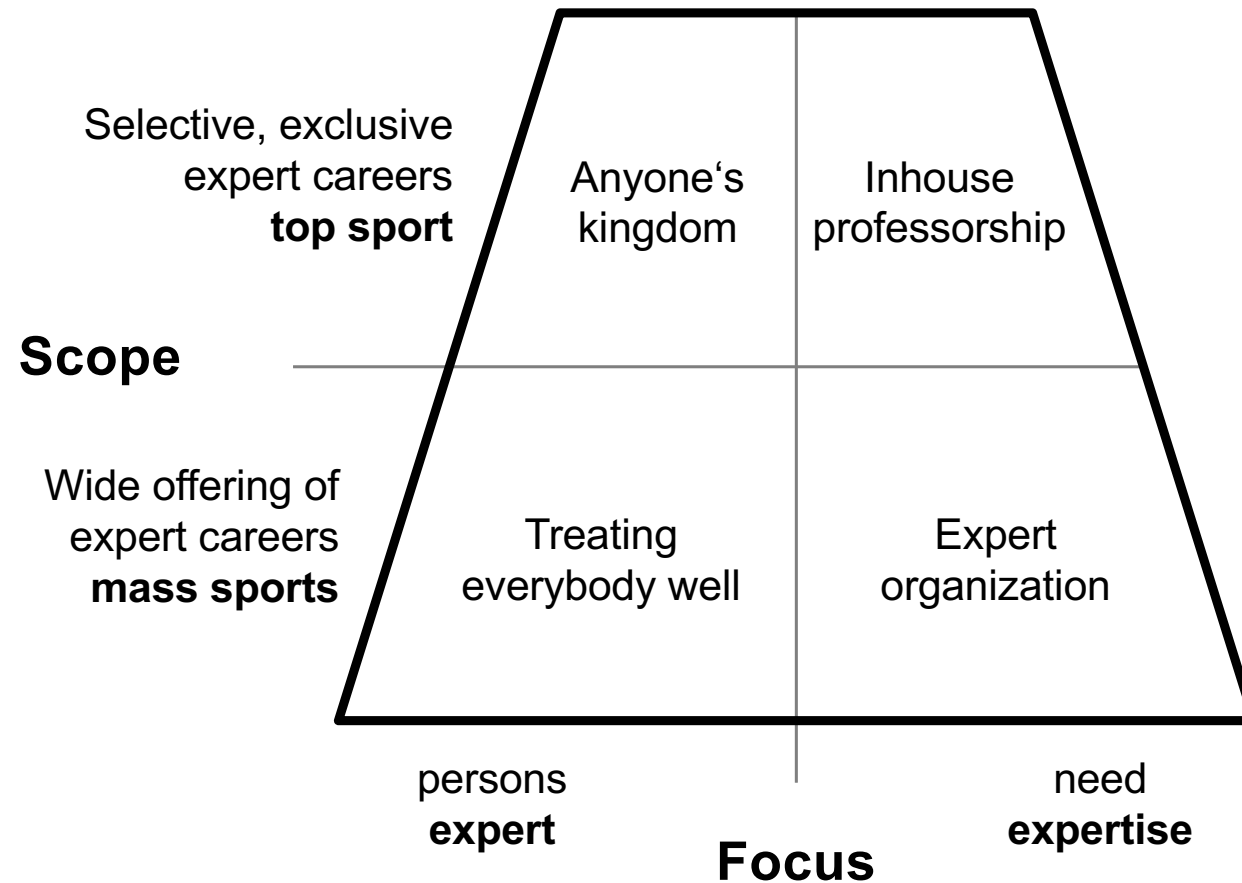 Selective, exclusive
expert careers
top sport
Anyone‘s
kingdom
Inhouse
professorship
Scope
Wide offering of
expert careers
mass sports
Treating
everybody well
Expert
organization
persons
expert
need
expertise
Focus